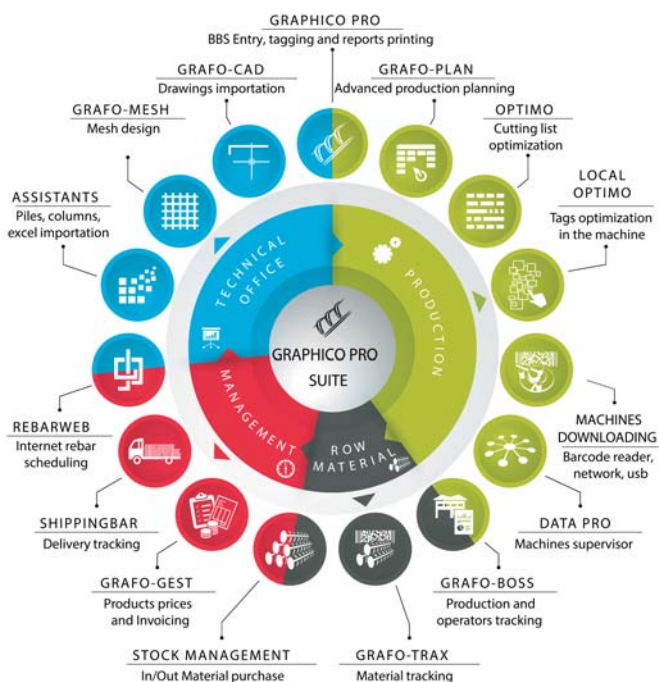 GRAPHICO PRO
BBS Entry, tagging and reports printing
GRAFO-CAD
Drawings importation
GRAFO-PLAN
Advanced production planning
GRAFO-MESH
Mesh design
OPTIMO
Cutting list
optimization
ASSISTANTS
Piles, columns,
excel importation
LOCAL
OPTIMO
Tags optimization
in the machine
TECHNICAL
OFFICE
PRODUCTION
GRAPHICO PRO
SUITE
MANAGEMENT
ROW
MATERIAL
REBARWEB
Internet rebar
scheduling
MACHINES
DOWNLOADING
Barcode reader,
network, usb
SHIPPINGBAR
Delivery tracking
DATA PRO
Machines supervisor
GRAFO-GEST
Products prices
and Invoicing
GRAFO-BOSS
Production and
operators tracking
STOCK MANAGEMENT
In/Out Material purchase
GRAFO-TRAX
Material tracking